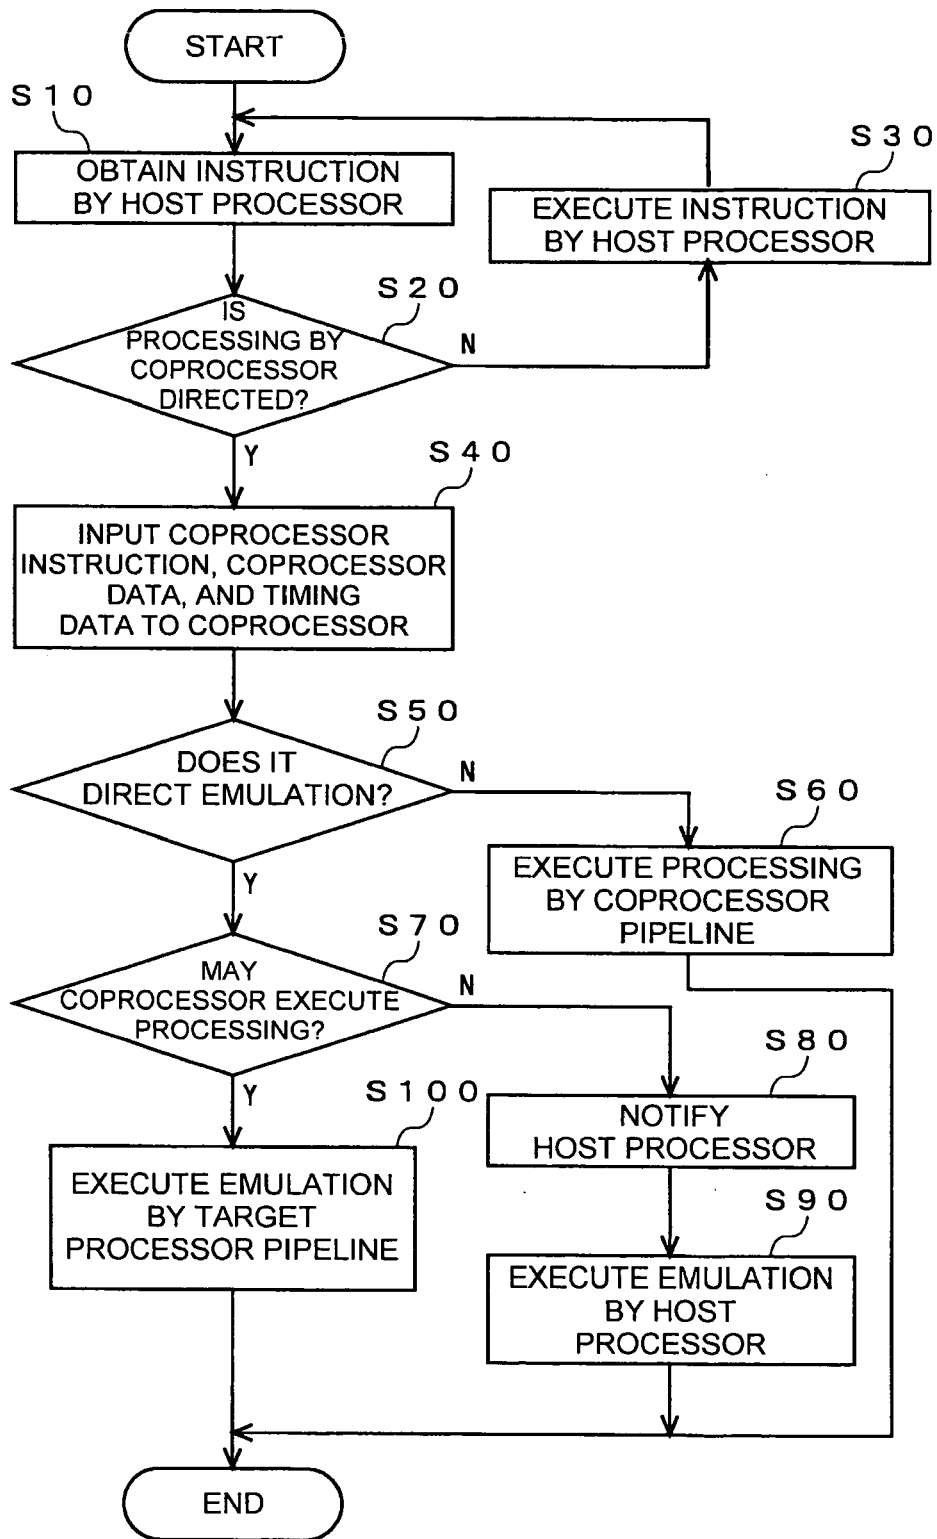 START
S10
OBTAIN INSTRUCTION
BY HOST PROCESSOR
S30
EXECUTE INSTRUCTION
BY HOST PROCESSOR
S20
IS
PROCESSING BY
COPROCESSOR
DIRECTED?
N
Y
S40
INPUT COPROCESSOR
INSTRUCTION, COPROCESSOR
DATA, AND TIMING
DATA TO COPROCESSOR
S50
DOES IT
DIRECT EMULATION?
N
Y
S60
EXECUTE PROCESSING
BY COPROCESSOR
PIPELINE
S70
MAY
COPROCESSOR EXECUTE
PROCESSING?
N
Y
S80
NOTIFY
HOST PROCESSOR
S100
EXECUTE EMULATION
BY TARGET
PROCESSOR PIPELINE
S90
EXECUTE EMULATION
BY HOST
PROCESSOR
END